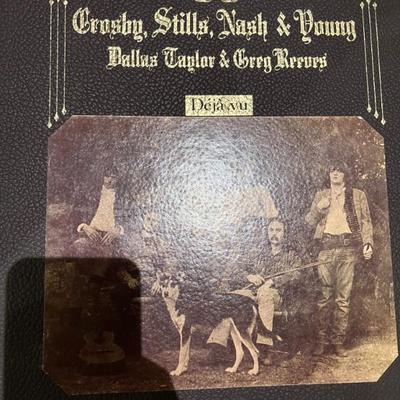 Crosby, Stills, Nash & Young
Dallas Taylor & Greg Reeves
Déjà vu